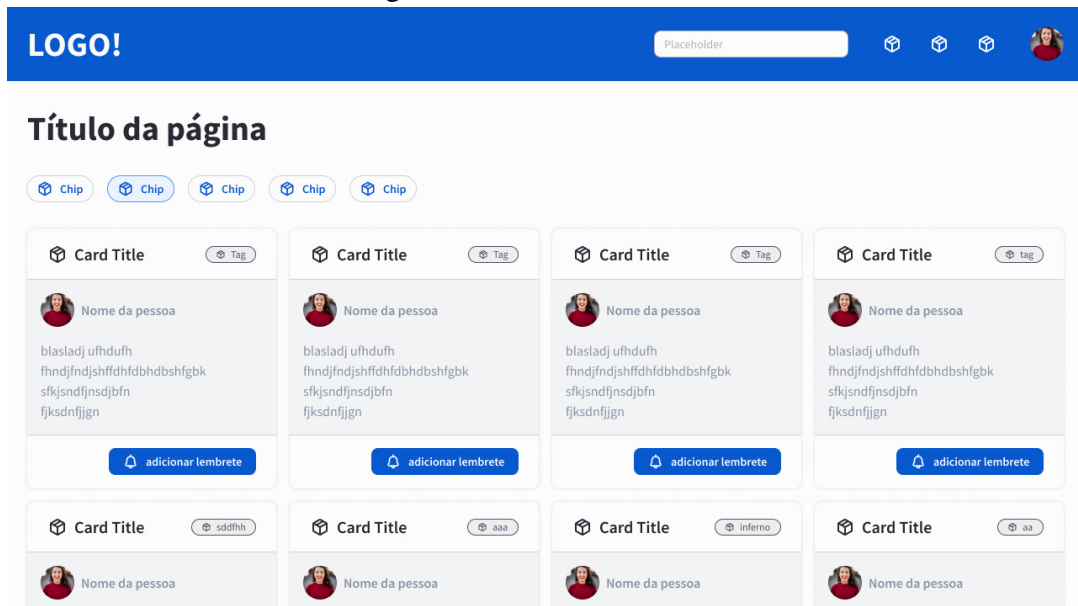 LOGO!
Placeholder
Título da página
Chip Chip Chip Chip Chip
Card Title Tag Card Title Tag Card Title Tag Card Title tag
Nome da pessoa Nome da pessoa Nome da pessoa Nome da pessoa
blasladj ufhdufh blasladj ufhdufh blasladj ufhdufh blasladj ufhdufh
fhndjfndjshffdhfdbhdbshfgbk fhndjfndjshffdhfdbhdbshfgbk fhndjfndjshffdhfdbhdbshfgbk fhndjfndjshffdhfdbhdbshfgbk
sfkjsndfjnsdjbfn sfkjsndfjnsdjbfn sfkjsndfjnsdjbfn sfkjsndfjnsdjbfn
fjksdnfjjgn fjksdnfjjgn fjksdnfjjgn fjksdnfjjgn
adicionar lembrete adicionar lembrete adicionar lembrete adicionar lembrete
Card Title sddfhh Card Title aaa Card Title inferno Card Title aa
Nome da pessoa Nome da pessoa Nome da pessoa Nome da pessoa